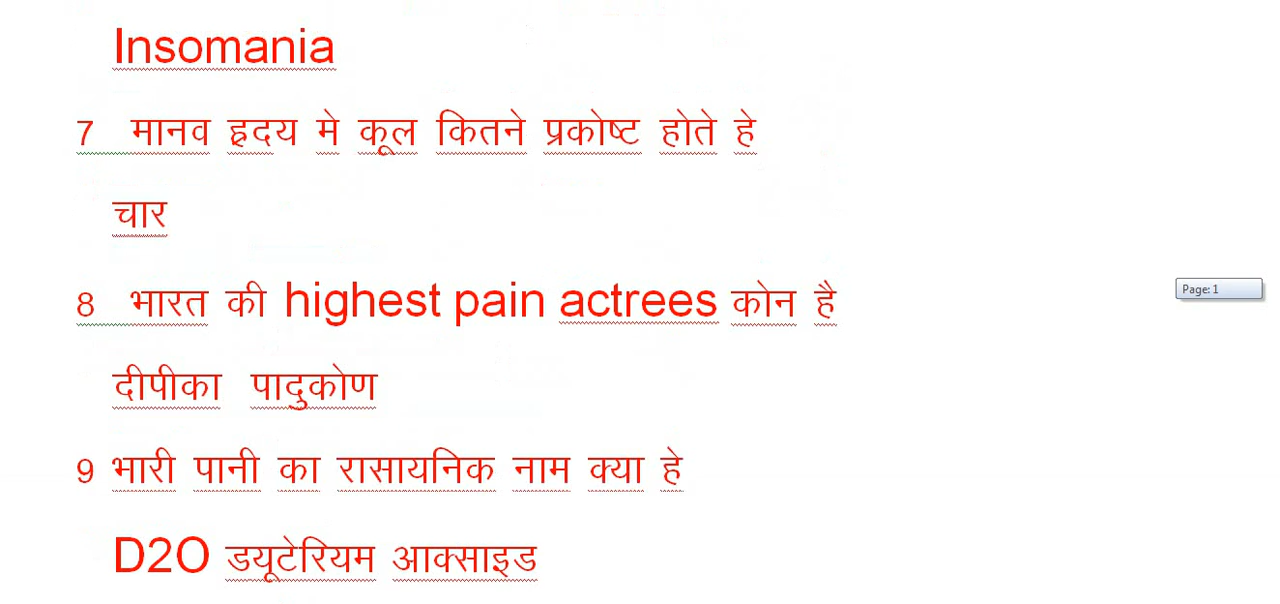 Insomania
7 मानव ह्रदय मे कूल कितने प्रकोष्ट होते हे
चार
8 भारत की highest pain actrees कोन है
Page: 1
दीपीका पादुकोण
9 भारी पानी का रासायनिक नाम क्या हे
D2O डयूटेरियम आक्साइड